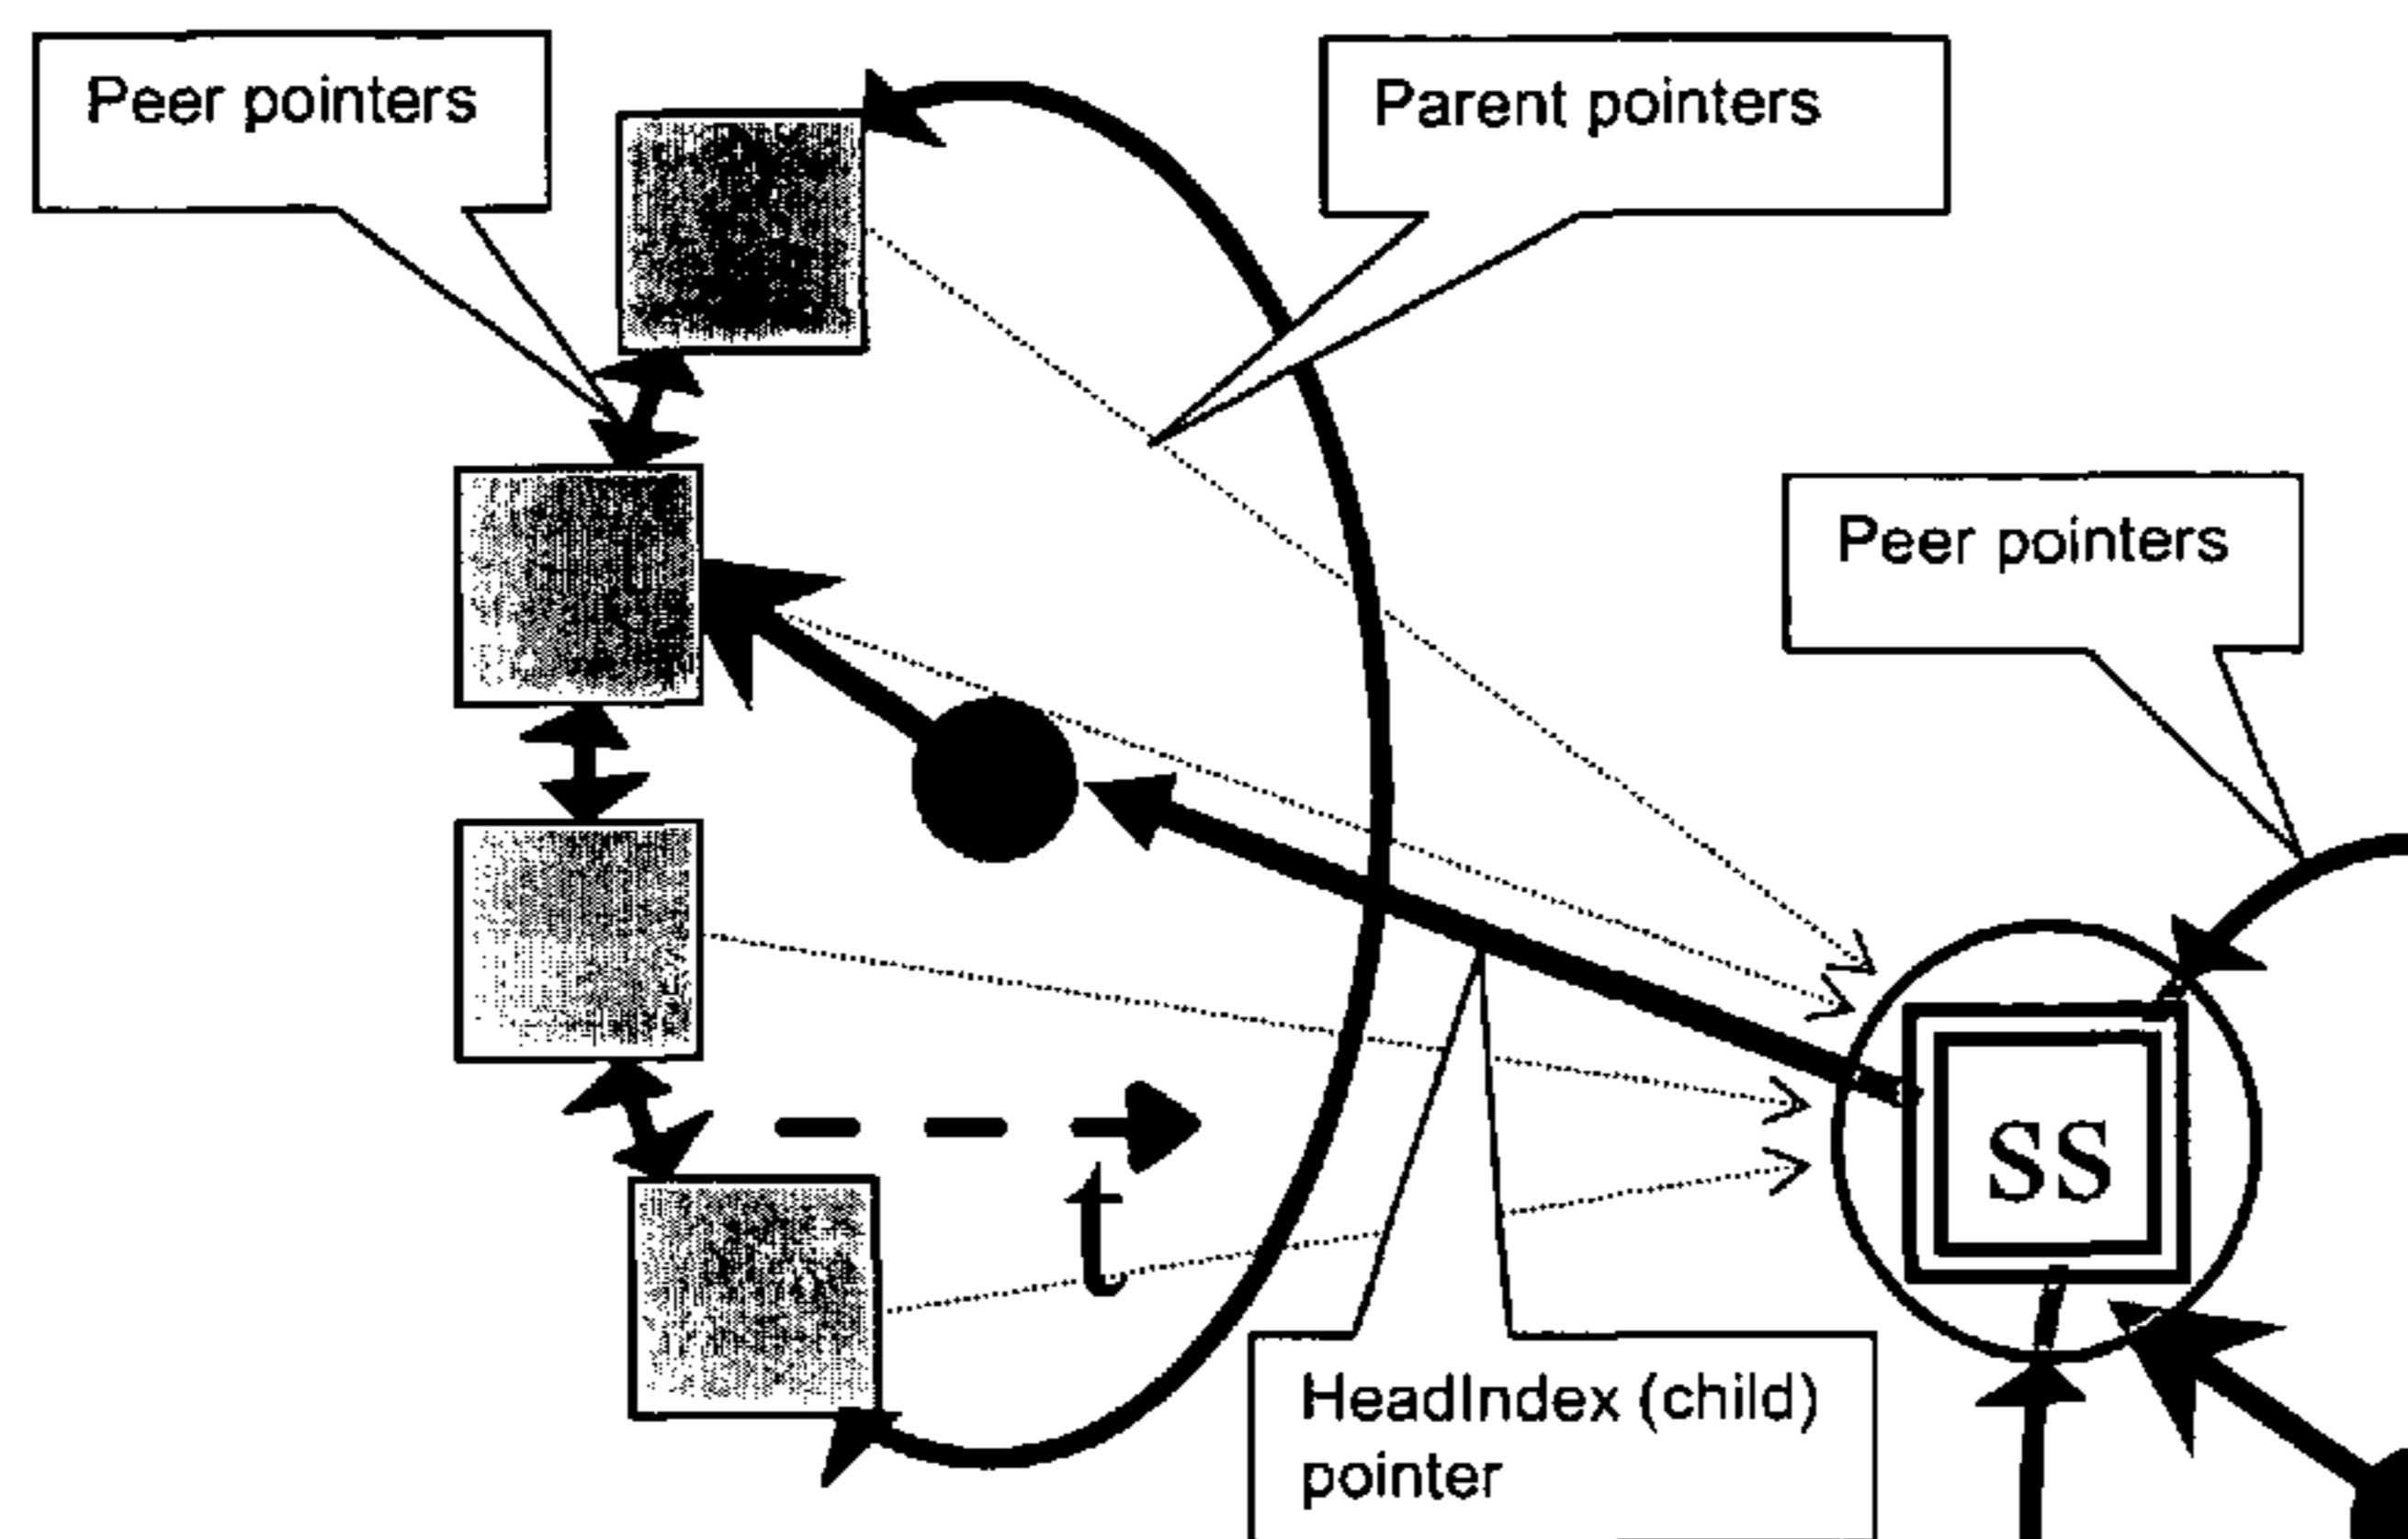 Peer pointers
Parent pointers
Peer pointers
t
SS
HeadIndex (child)
pointer